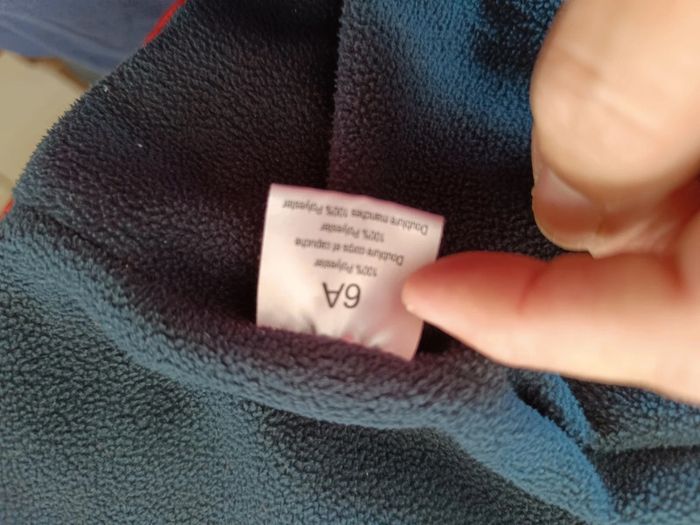 6A
100% Polyester
Doublure corps et capuche
100% Polyester
Doublure manches 100% Polyester